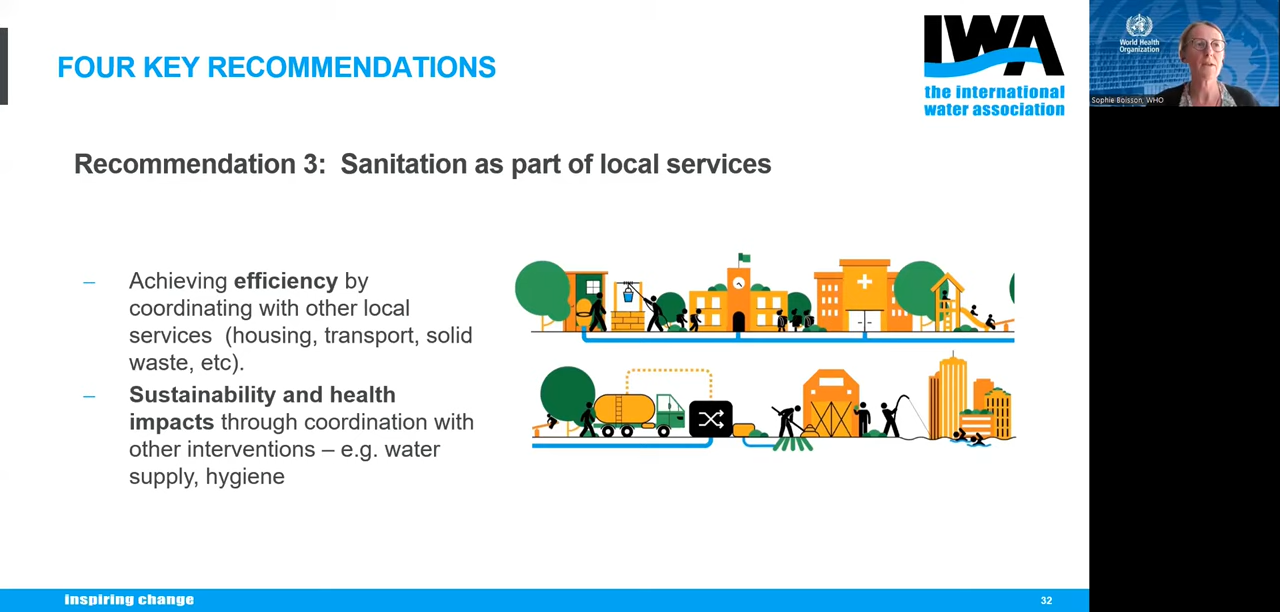 FOUR KEY RECOMMENDATIONS
IWA
the international
water association
World Health
Organization
Sophie Boisson, WHO
Recommendation 3: Sanitation as part of local services
– Achieving efficiency by
coordinating with other local
services (housing, transport, solid
waste, etc).
– Sustainability and health
impacts through coordination with
other interventions – e.g. water
supply, hygiene
inspiring change
32